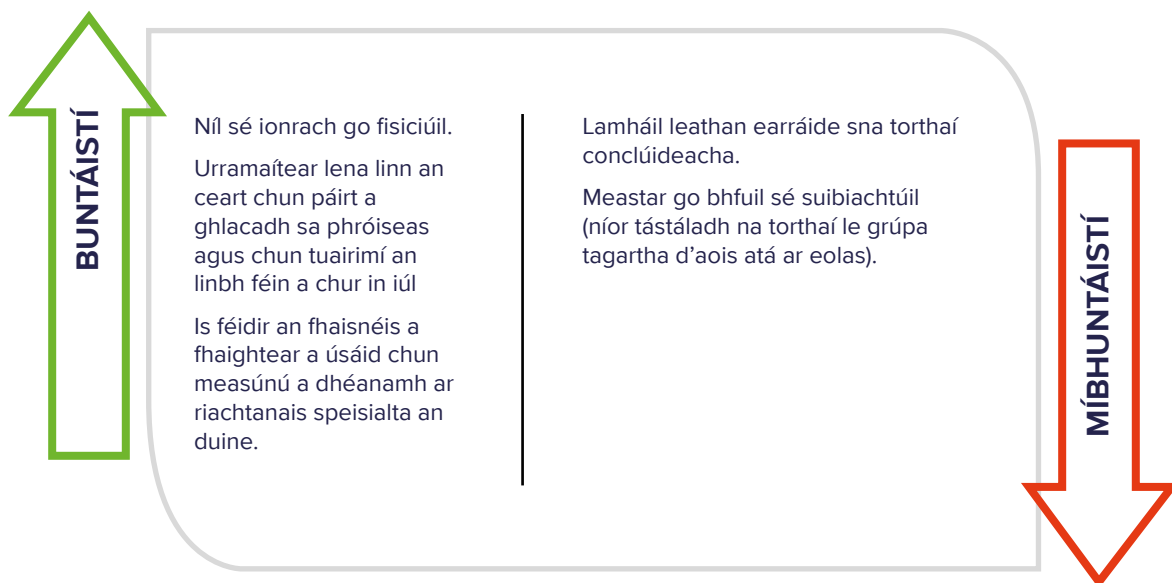 BUNTÁISTÍ
Níl sé ionrach go fisiciúil.
Urramaítear lena linn an
ceart chun páirt a
ghlacadh sa phróiseas
agus chun tuairimí an
linbh féin a chur in iúl
Is féidir an fhaisnéis a
fhaightear a úsáid chun
measúnú a dhéanamh ar
riachtanais speisialta an
duine.
Lamháil leathan earráide sna torthaí
conclúideacha.
Meastar go bhfuil sé suibiachtúil
(níor tástáladh na torthaí le grúpa
tagartha d’aois atá ar eolas).
MÍBHUNTÁISTÍ